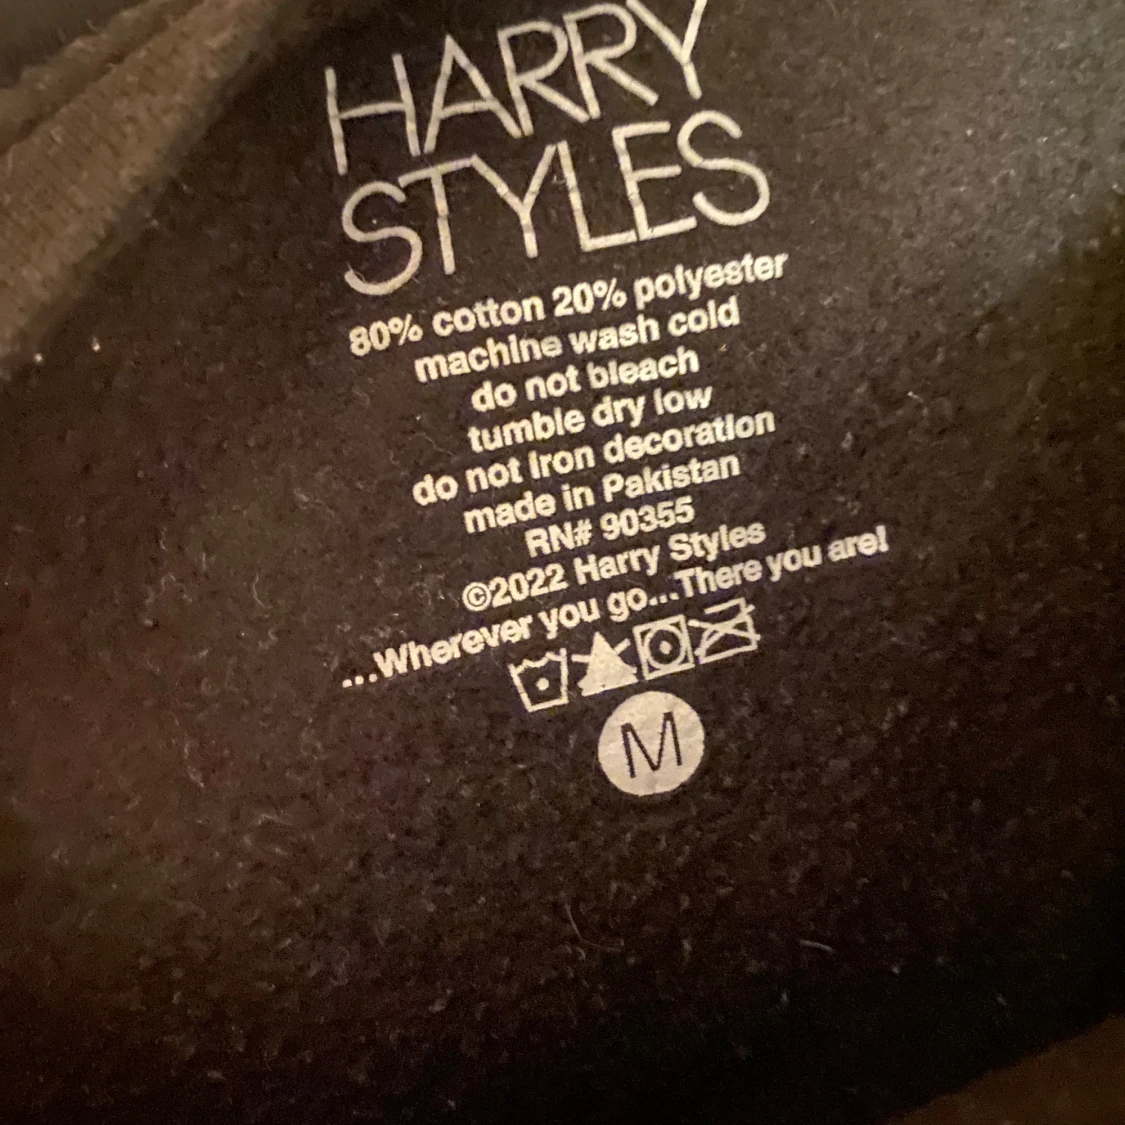 HARRY
STYLES
80% cotton 20% polyester
machine wash cold
do not bleach
tumble dry low
do not iron decoration
made in Pakistan
RN# 90355
©2022 Harry Styles
...Wherever you go...There you are!
M